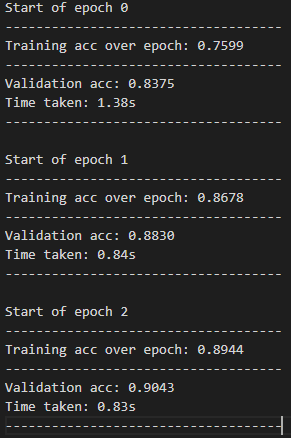 Start of epoch 0
------------------------------------
Training acc over epoch: 0.7599
------------------------------------
Validation acc: 0.8375
Time taken: 1.38s
------------------------------------
Start of epoch 1
------------------------------------
Training acc over epoch: 0.8678
------------------------------------
Validation acc: 0.8830
Time taken: 0.84s
------------------------------------
Start of epoch 2
------------------------------------
Training acc over epoch: 0.8944
------------------------------------
Validation acc: 0.9043
Time taken: 0.83s
------------------------------------